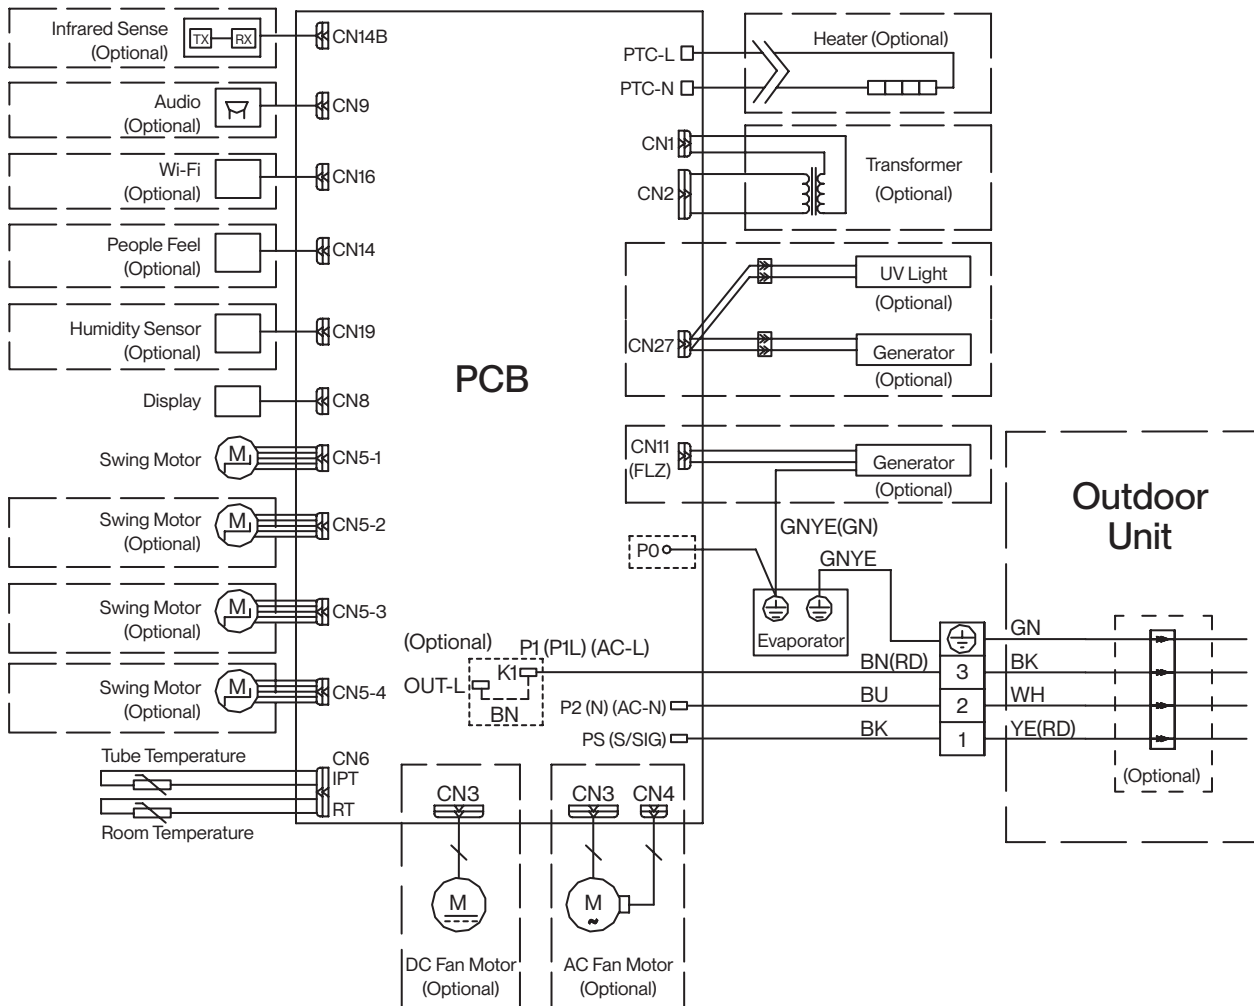 Infrared Sense
(Optional)
TX
RX
CN14B
Audio
(Optional)
CN9
Wi-Fi
(Optional)
CN16
People Feel
(Optional)
CN14
Humidity Sensor
(Optional)
CN19
Display
CN8
Swing Motor
M
CN5-1
Swing Motor
(Optional)
M
CN5-2
Swing Motor
(Optional)
M
CN5-3
Swing Motor
(Optional)
M
CN5-4
Tube Temperature
CN6
IPT
RT
Room Temperature
PCB
PTC-L
PTC-N
Heater (Optional)
CN1
CN2
Transformer
(Optional)
CN27
UV Light
(Optional)
Generator
(Optional)
CN11
(FLZ)
Generator
(Optional)
GNYE(GN)
P0
GNYE
Evaporator
(Optional)
P1 (P1L) (AC-L)
K1
OUT-L
BN
P2 (N) (AC-N)
PS (S/SIG)
BN(RD)
BU
BK
3
2
1
GN
BK
WH
YE(RD)
Outdoor
Unit
(Optional)
CN3
M
DC Fan Motor
(Optional)
CN3
CN4
M
~
AC Fan Motor
(Optional)